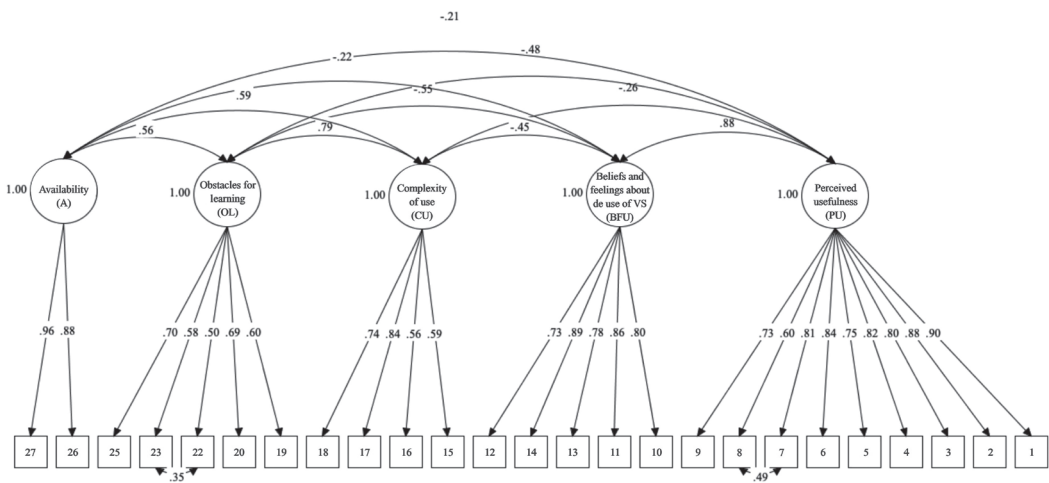 -.21
-.22
-.48
.59
-.55
-.26
.56
.79
-.45
.88
1.00
Availability
(A)
1.00
Obstacles for
learning
(OL)
1.00
Complexity
of use
(CU)
1.00
Beliefs and
feelings about
de use of VS
(BFU)
1.00
Perceived
usefulness
(PU)
.96 .88
.70 .58 .50 .69 .60
.74 .84 .56 .59
.73 .89 .78 .86 .80
.73 .60 .81 .84 .75 .82 .80 .88 .90
27 26 25 23 22 20 19 18 17 16 15 12 14 13 11 10 9 8 7 6 5 4 3 2 1
.35
.49